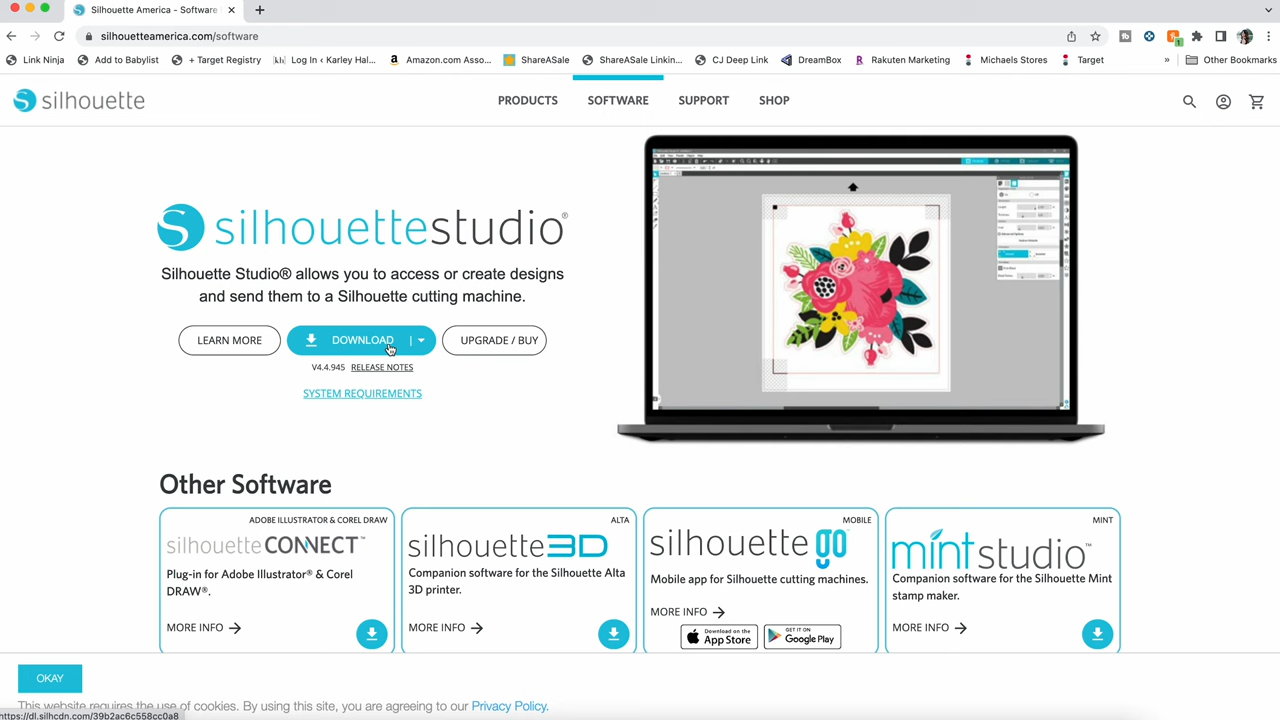 Silhouette America - Software
silhouetteamerica.com/software
Link Ninja
Add to Babylist
+ Target Registry
Log In ‹ Karley Hal...
Amazon.com Asso...
ShareASale
ShareASale Linkin...
CJ Deep Link
DreamBox
Rakuten Marketing
Michaels Stores
Target
»
Other Bookmarks
silhouette
PRODUCTS
SOFTWARE
SUPPORT
SHOP
silhouettestudio®
Silhouette Studio® allows you to access or create designs
and send them to a Silhouette cutting machine.
LEARN MORE
DOWNLOAD
UPGRADE / BUY
V4.4.945 RELEASE NOTES
SYSTEM REQUIREMENTS
Other Software
ADOBE ILLUSTRATOR & COREL DRAW
silhouette CONNECT™
Plug-in for Adobe Illustrator® & Corel
DRAW®.
MORE INFO
ALTA
silhouette3D
Companion software for the Silhouette Alta
3D printer.
MORE INFO
MOBILE
silhouette go™
Mobile app for Silhouette cutting machines.
MORE INFO
Download on the
App Store
GET IT ON
Google Play
MINT
mint studio™
Companion software for the Silhouette Mint
stamp maker.
MORE INFO
OKAY
This website requires the use of cookies. By using this site, you are agreeing to our Privacy Policy.
https://dl.silhcdn.com/39b2ac6c558cc0a8